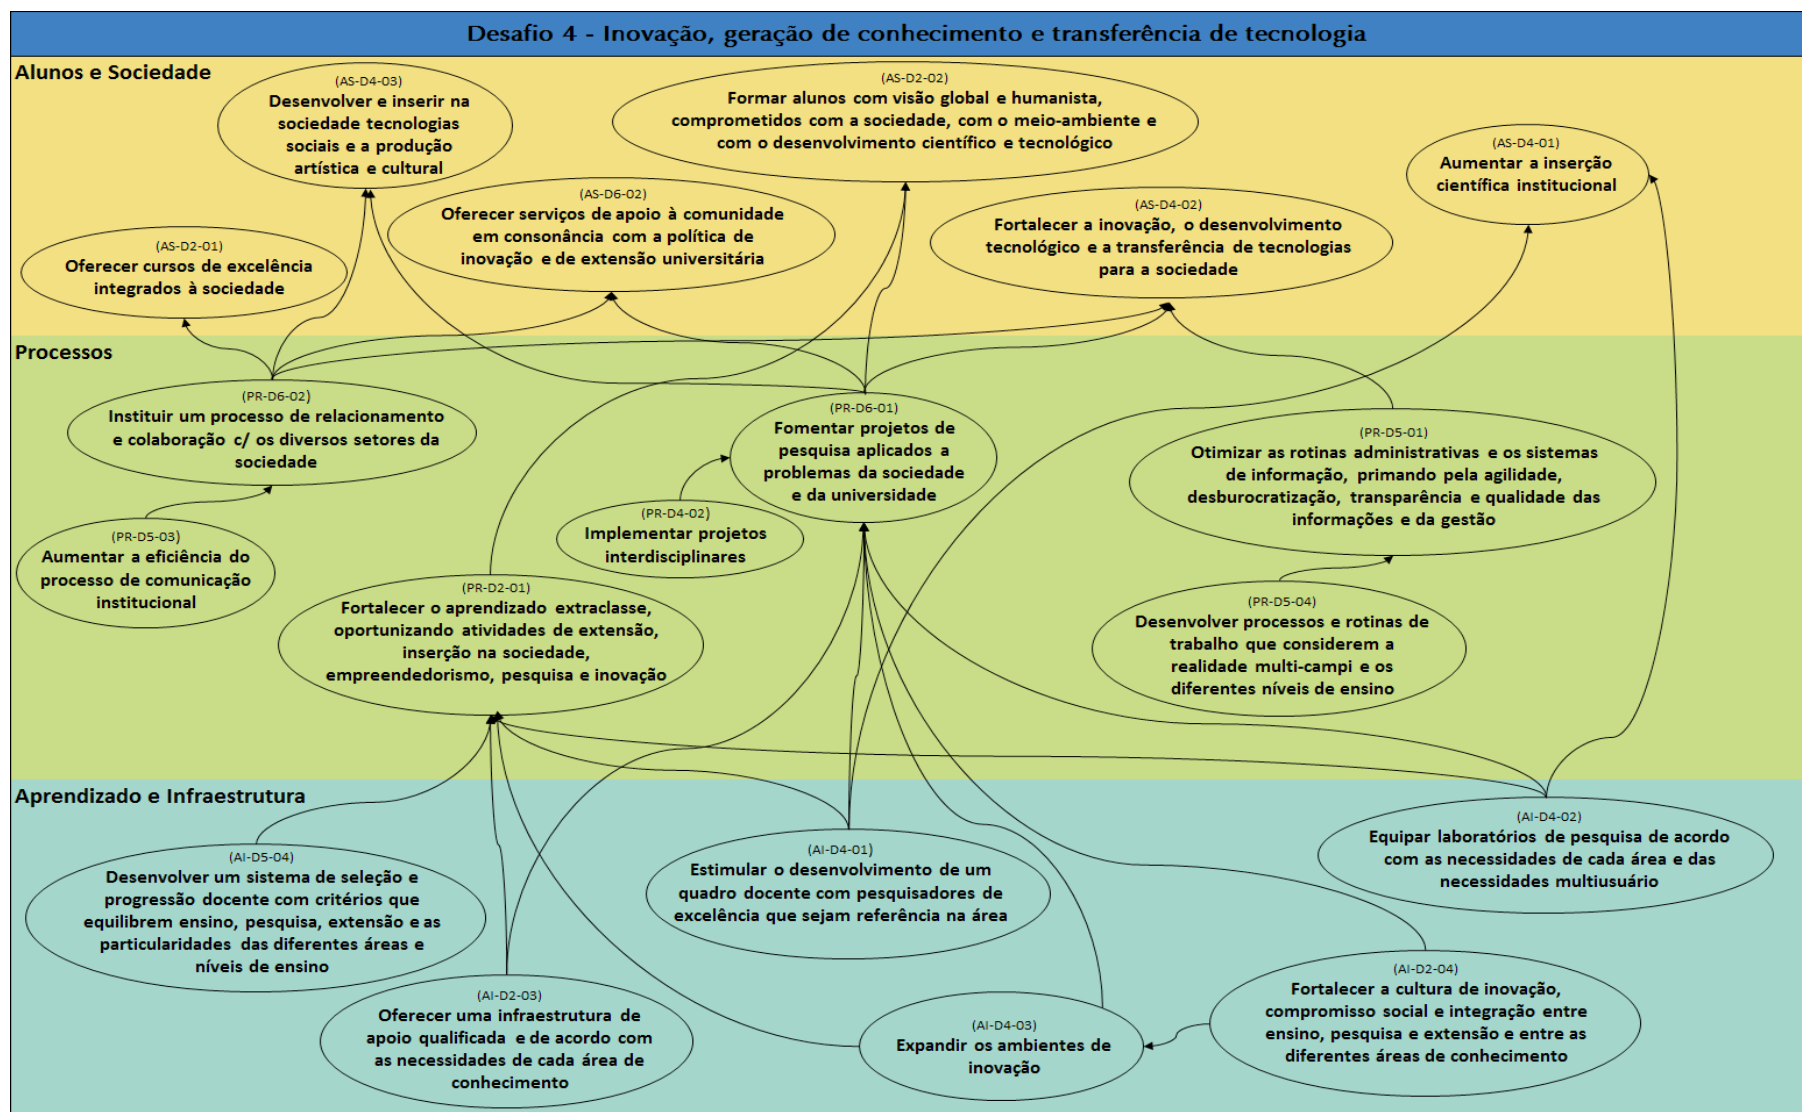 Desafio 4 - Inovação, geração de conhecimento e transferência de tecnologia
Alunos e Sociedade
(AS-D4-03)
Desenvolver e inserir na
sociedade tecnologias
sociais e a produção
artística e cultural
(AS-D2-02)
Formar alunos com visão global e humanista,
comprometidos com a sociedade, com o meio-ambiente e
com o desenvolvimento científico e tecnológico
(AS-D4-01)
Aumentar a inserção
científica institucional
(AS-D6-02)
Oferecer serviços de apoio à comunidade
em consonância com a política de
inovação e de extensão universitária
(AS-D4-02)
Fortalecer a inovação, o desenvolvimento
tecnológico e a transferência de tecnologias
para a sociedade
(AS-D2-01)
Oferecer cursos de excelência
integrados à sociedade
Processos
(PR-D6-02)
Instituir um processo de relacionamento
e colaboração c/ os diversos setores da
sociedade
(PR-D6-01)
Fomentar projetos de
pesquisa aplicados a
problemas da sociedade
e da universidade
(PR-D5-01)
Otimizar as rotinas administrativas e os sistemas
de informação, primando pela agilidade,
desburocratização, transparência e qualidade das
informações e da gestão
(PR-D4-02)
Implementar projetos
interdisciplinares
(PR-D5-03)
Aumentar a eficiência do
processo de comunicação
institucional
(PR-D2-01)
Fortalecer o aprendizado extraclasse,
oportunizando atividades de extensão,
inserção na sociedade,
empreendedorismo, pesquisa e inovação
(PR-D5-04)
Desenvolver processos e rotinas de
trabalho que considerem a
realidade multi-campi e os
diferentes níveis de ensino
Aprendizado e Infraestrutura
(AI-D5-04)
Desenvolver um sistema de seleção e
progressão docente com critérios que
equilibrem ensino, pesquisa, extensão e as
particularidades das diferentes áreas e
níveis de ensino
(AI-D4-01)
Estimular o desenvolvimento de um
quadro docente com pesquisadores de
excelência que sejam referência na área
(AI-D4-02)
Equipar laboratórios de pesquisa de acordo
com as necessidades de cada área e das
necessidades multiusuário
(AI-D2-03)
Oferecer uma infraestrutura de
apoio qualificada e de acordo com
as necessidades de cada área de
conhecimento
(AI-D4-03)
Expandir os ambientes de
inovação
(AI-D2-04)
Fortalecer a cultura de inovação,
compromisso social e integração entre
ensino, pesquisa e extensão e entre as
diferentes áreas de conhecimento